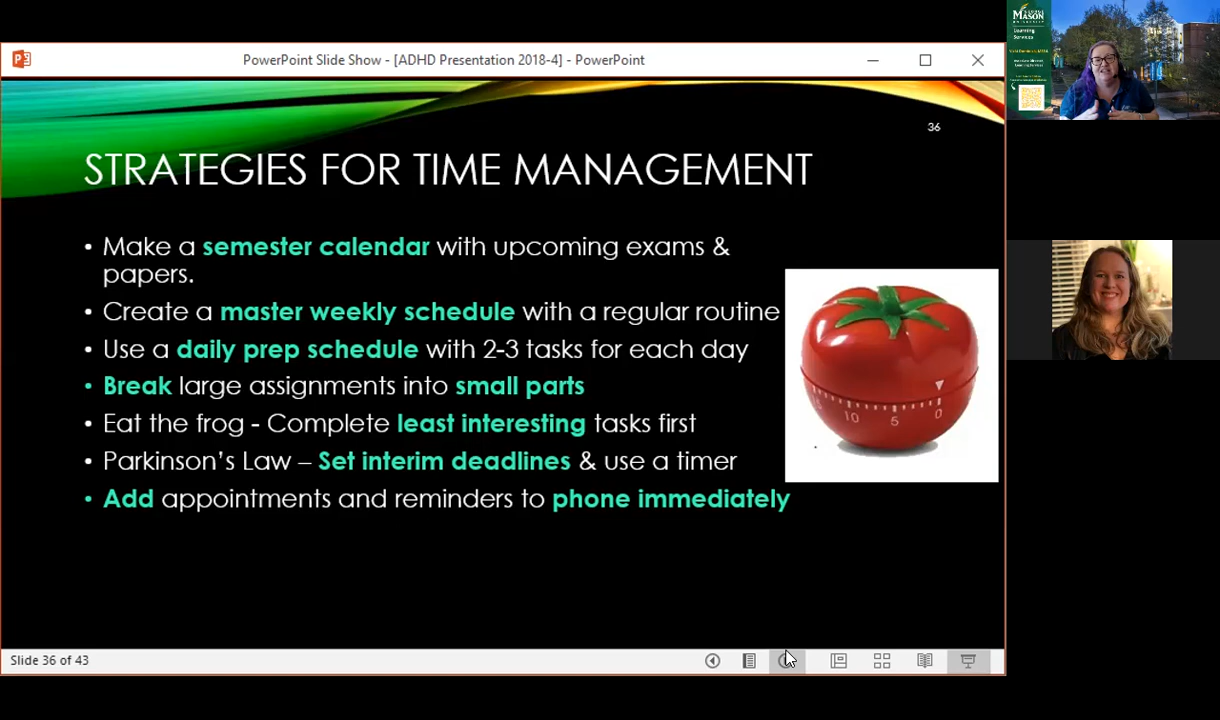 PowerPoint Slide Show - [ADHD Presentation 2018-4] - PowerPoint
36
STRATEGIES FOR TIME MANAGEMENT
• Make a semester calendar with upcoming exams &
papers.
• Create a master weekly schedule with a regular routine
• Use a daily prep schedule with 2-3 tasks for each day
• Break large assignments into small parts
• Eat the frog - Complete least interesting tasks first
• Parkinson's Law – Set interim deadlines & use a timer
• Add appointments and reminders to phone immediately
10 5 0
Slide 36 of 43
MASON
Learning
Services